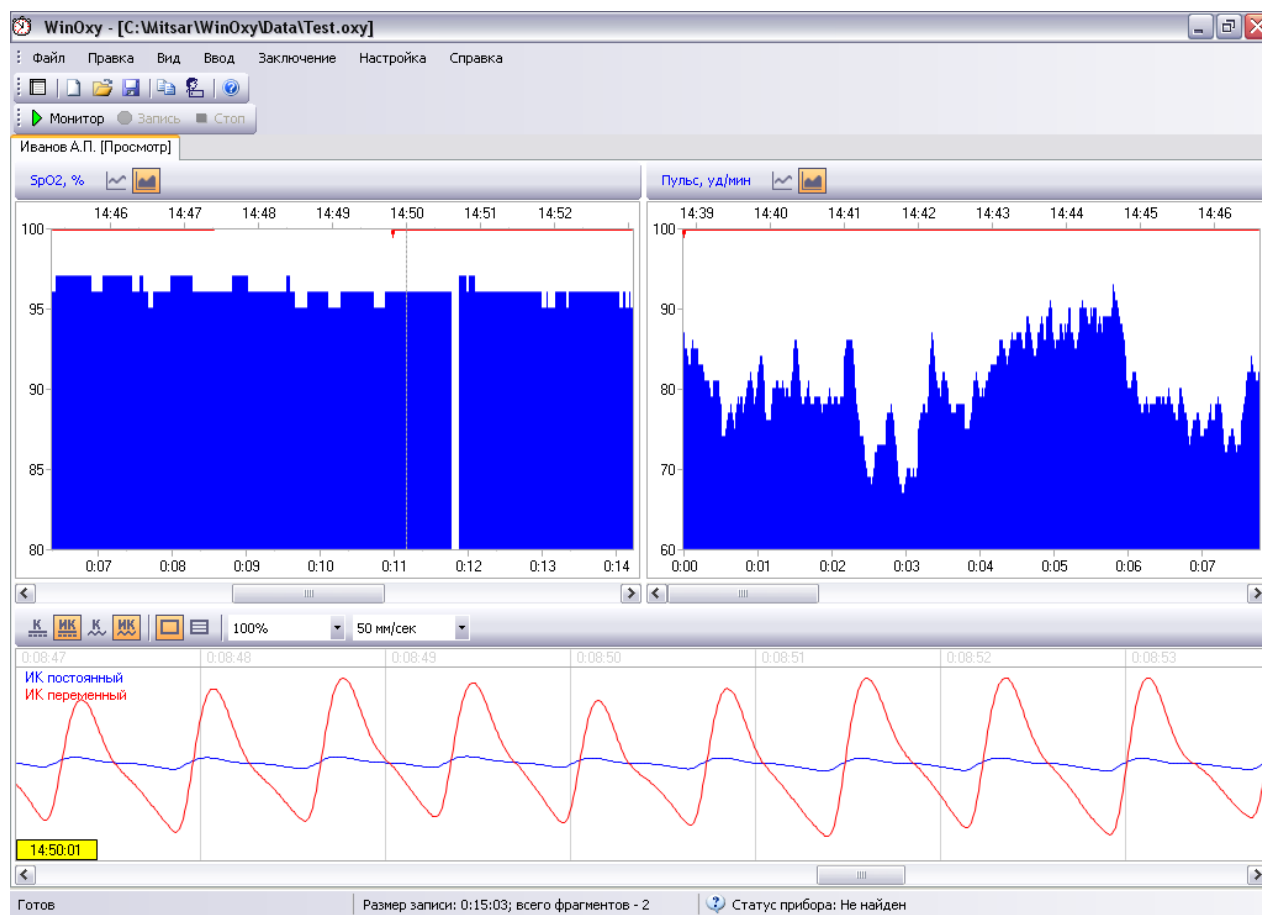 WinOxy - [C:\Mitsar\WinOxy\Data\Test.oxy]
Файл Правка Вид Ввод Заключение Настройка Справка
Монитор Запись Стоп
Иванов А.П. [Просмотр]
SpO2, % Пульс, уд/мин
14:46 14:47 14:48 14:49 14:50 14:51 14:52
100
95
90
85
80
0:07 0:08 0:09 0:10 0:11 0:12 0:13 0:14
14:39 14:40 14:41 14:42 14:43 14:44 14:45 14:46
100
90
80
70
60
0:00 0:01 0:02 0:03 0:04 0:05 0:06 0:07
К ИК К ИК 100% 50 мм/сек
0:08:47 0:08:48 0:08:49 0:08:50 0:08:51 0:08:52 0:08:53
ИК постоянный
ИК переменный
14:50:01
Готов Размер записи: 0:15:03; всего фрагментов - 2 Статус прибора: Не найден